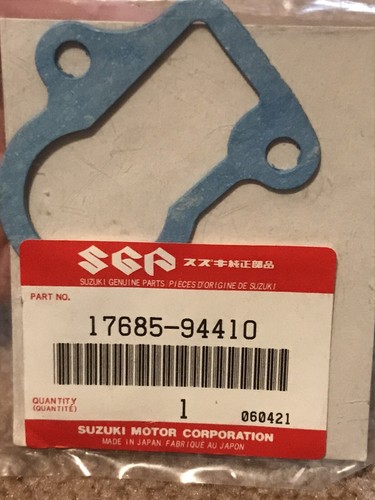 SGP スズキ純正部品
SUZUKI GENUINE PARTS / PIÈCES D'ORIGINE DE SUZUKI
PART NO.
17685-94410
QUANTITY
(QUANTITÉ)
1
060421
SUZUKI MOTOR CORPORATION
MADE IN JAPAN. FABRIQUÉ AU JAPON